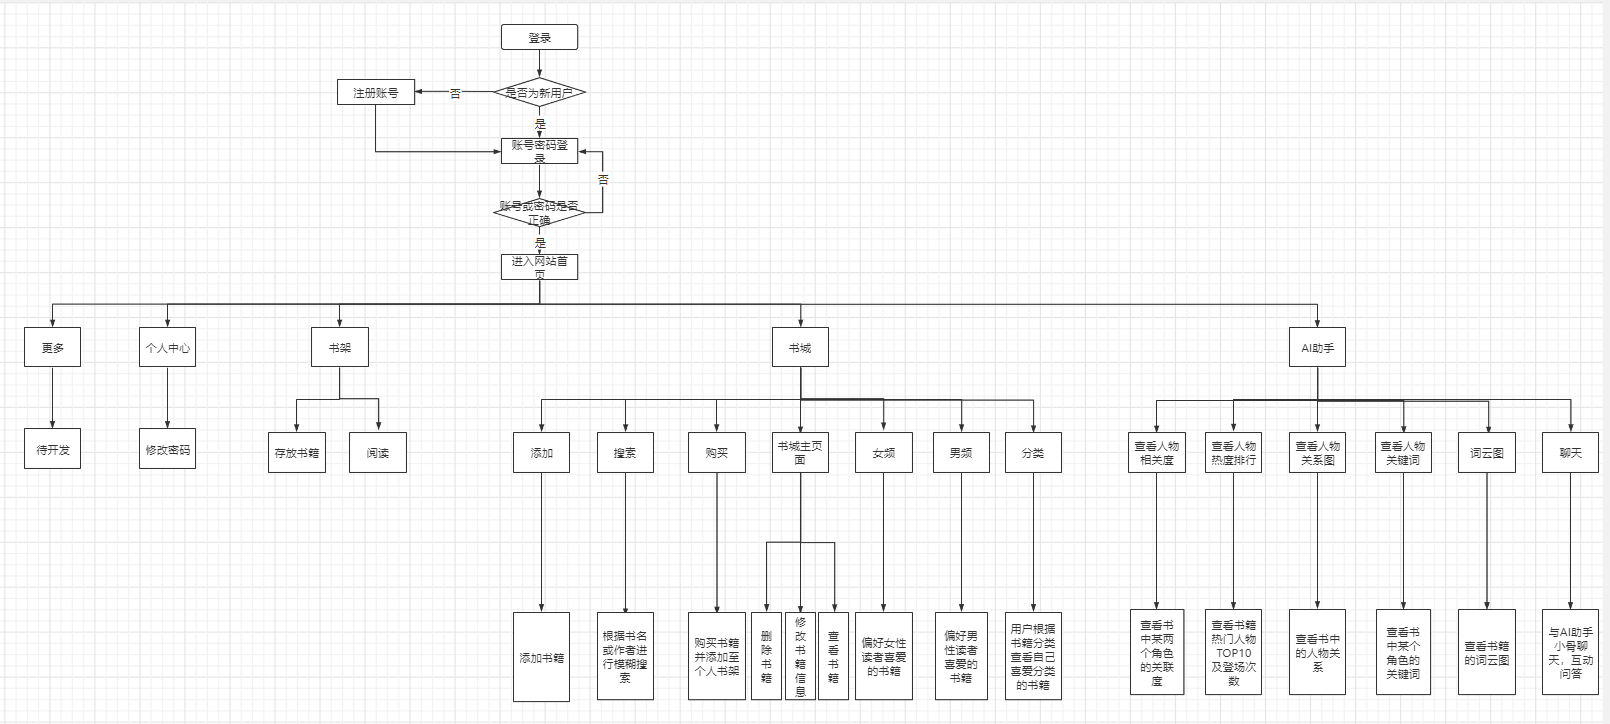 登录
是否为新用户
否
注册账号
是
账号密码登
录
否
账号或密码是否
正确
是
进入网站首
页
更多
个人中心
书架
书城
AI助手
待开发
修改密码
存放书籍
阅读
添加
搜索
购买
书城主页
面
女频
男频
分类
查看人物
相关度
查看人物
热度排行
查看人物
关系图
查看人物
关键词
词云图
聊天
添加书籍
根据书名
或作者进
行模糊搜
索
购买书籍
并添加至
个人书架
删
除
书
籍
修
改
书
籍
信
息
查
看
书
籍
偏好女性
读者喜爱
的书籍
偏好男
性读者
喜爱的
书籍
用户根据
书籍分类
查看自己
喜爱分类
的书籍
查看书
中某两
个角色
的关联
度
查看书籍
热门人物
TOP10
及登场次
数
查看书中
的人物关
系
查看书
中某个
角色的
关键词
查看书籍
的词云图
与AI助手
小骨聊
天，互动
问答